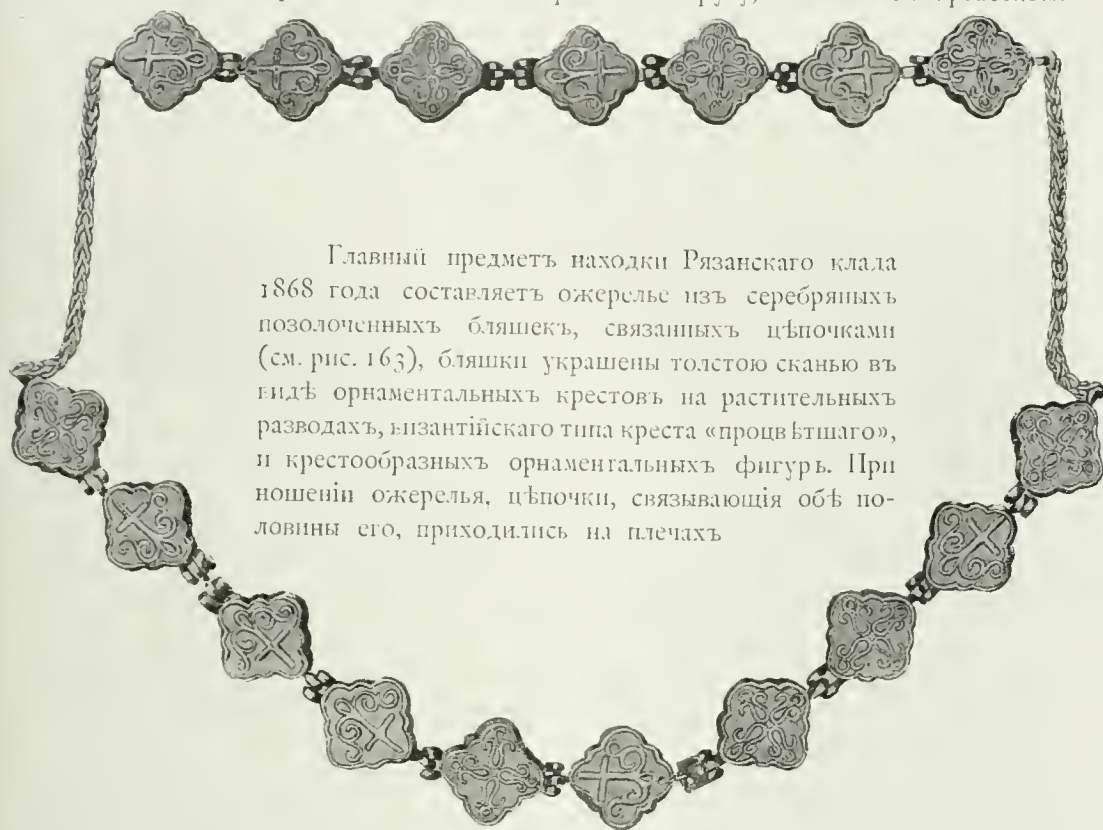 Главный предметъ находки Рязанскаго клада
1868 года составляетъ ожерелье изъ серебряныхъ
позолоченныхъ бляшекъ, связанныхъ цѣпочками
(см. рис. 163), бляшки украшены толстою сканью въ
видѣ орнаментальныхъ крестовъ на растительныхъ
разводахъ, византійскаго типа креста «процвѣтшаго»,
и крестообразныхъ орнаментальныхъ фигуръ. При
ношеніи ожерелья, цѣпочки, связывающія обѣ по-
ловины его, приходились на плечахъ